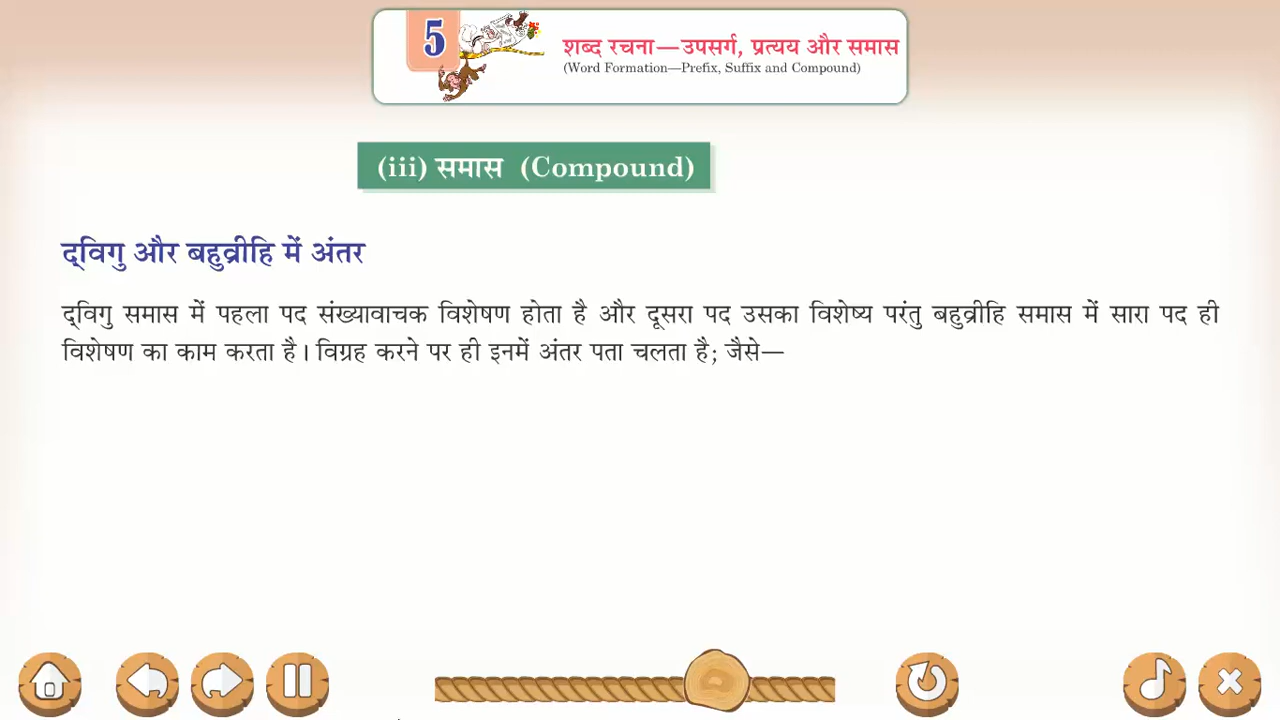 5
शब्द रचना—उपसर्ग, प्रत्यय और समास
(Word Formation—Prefix, Suffix and Compound)
(iii) समास (Compound)
द्‌विगु और बहुव्रीहि में अंतर
द्‌विगु समास में पहला पद संख्यावाचक विशेषण होता है और दूसरा पद उसका विशेष्य परंतु बहुव्रीहि समास में सारा पद ही
विशेषण का काम करता है। विग्रह करने पर ही इनमें अंतर पता चलता है; जैसे—